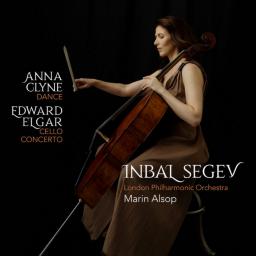 ANNA
CLYNE
DANCE
EDWARD
ELGAR
CELLO
CONCERTO
INBAL SEGEV
London Philharmonic Orchestra
Marin Alsop